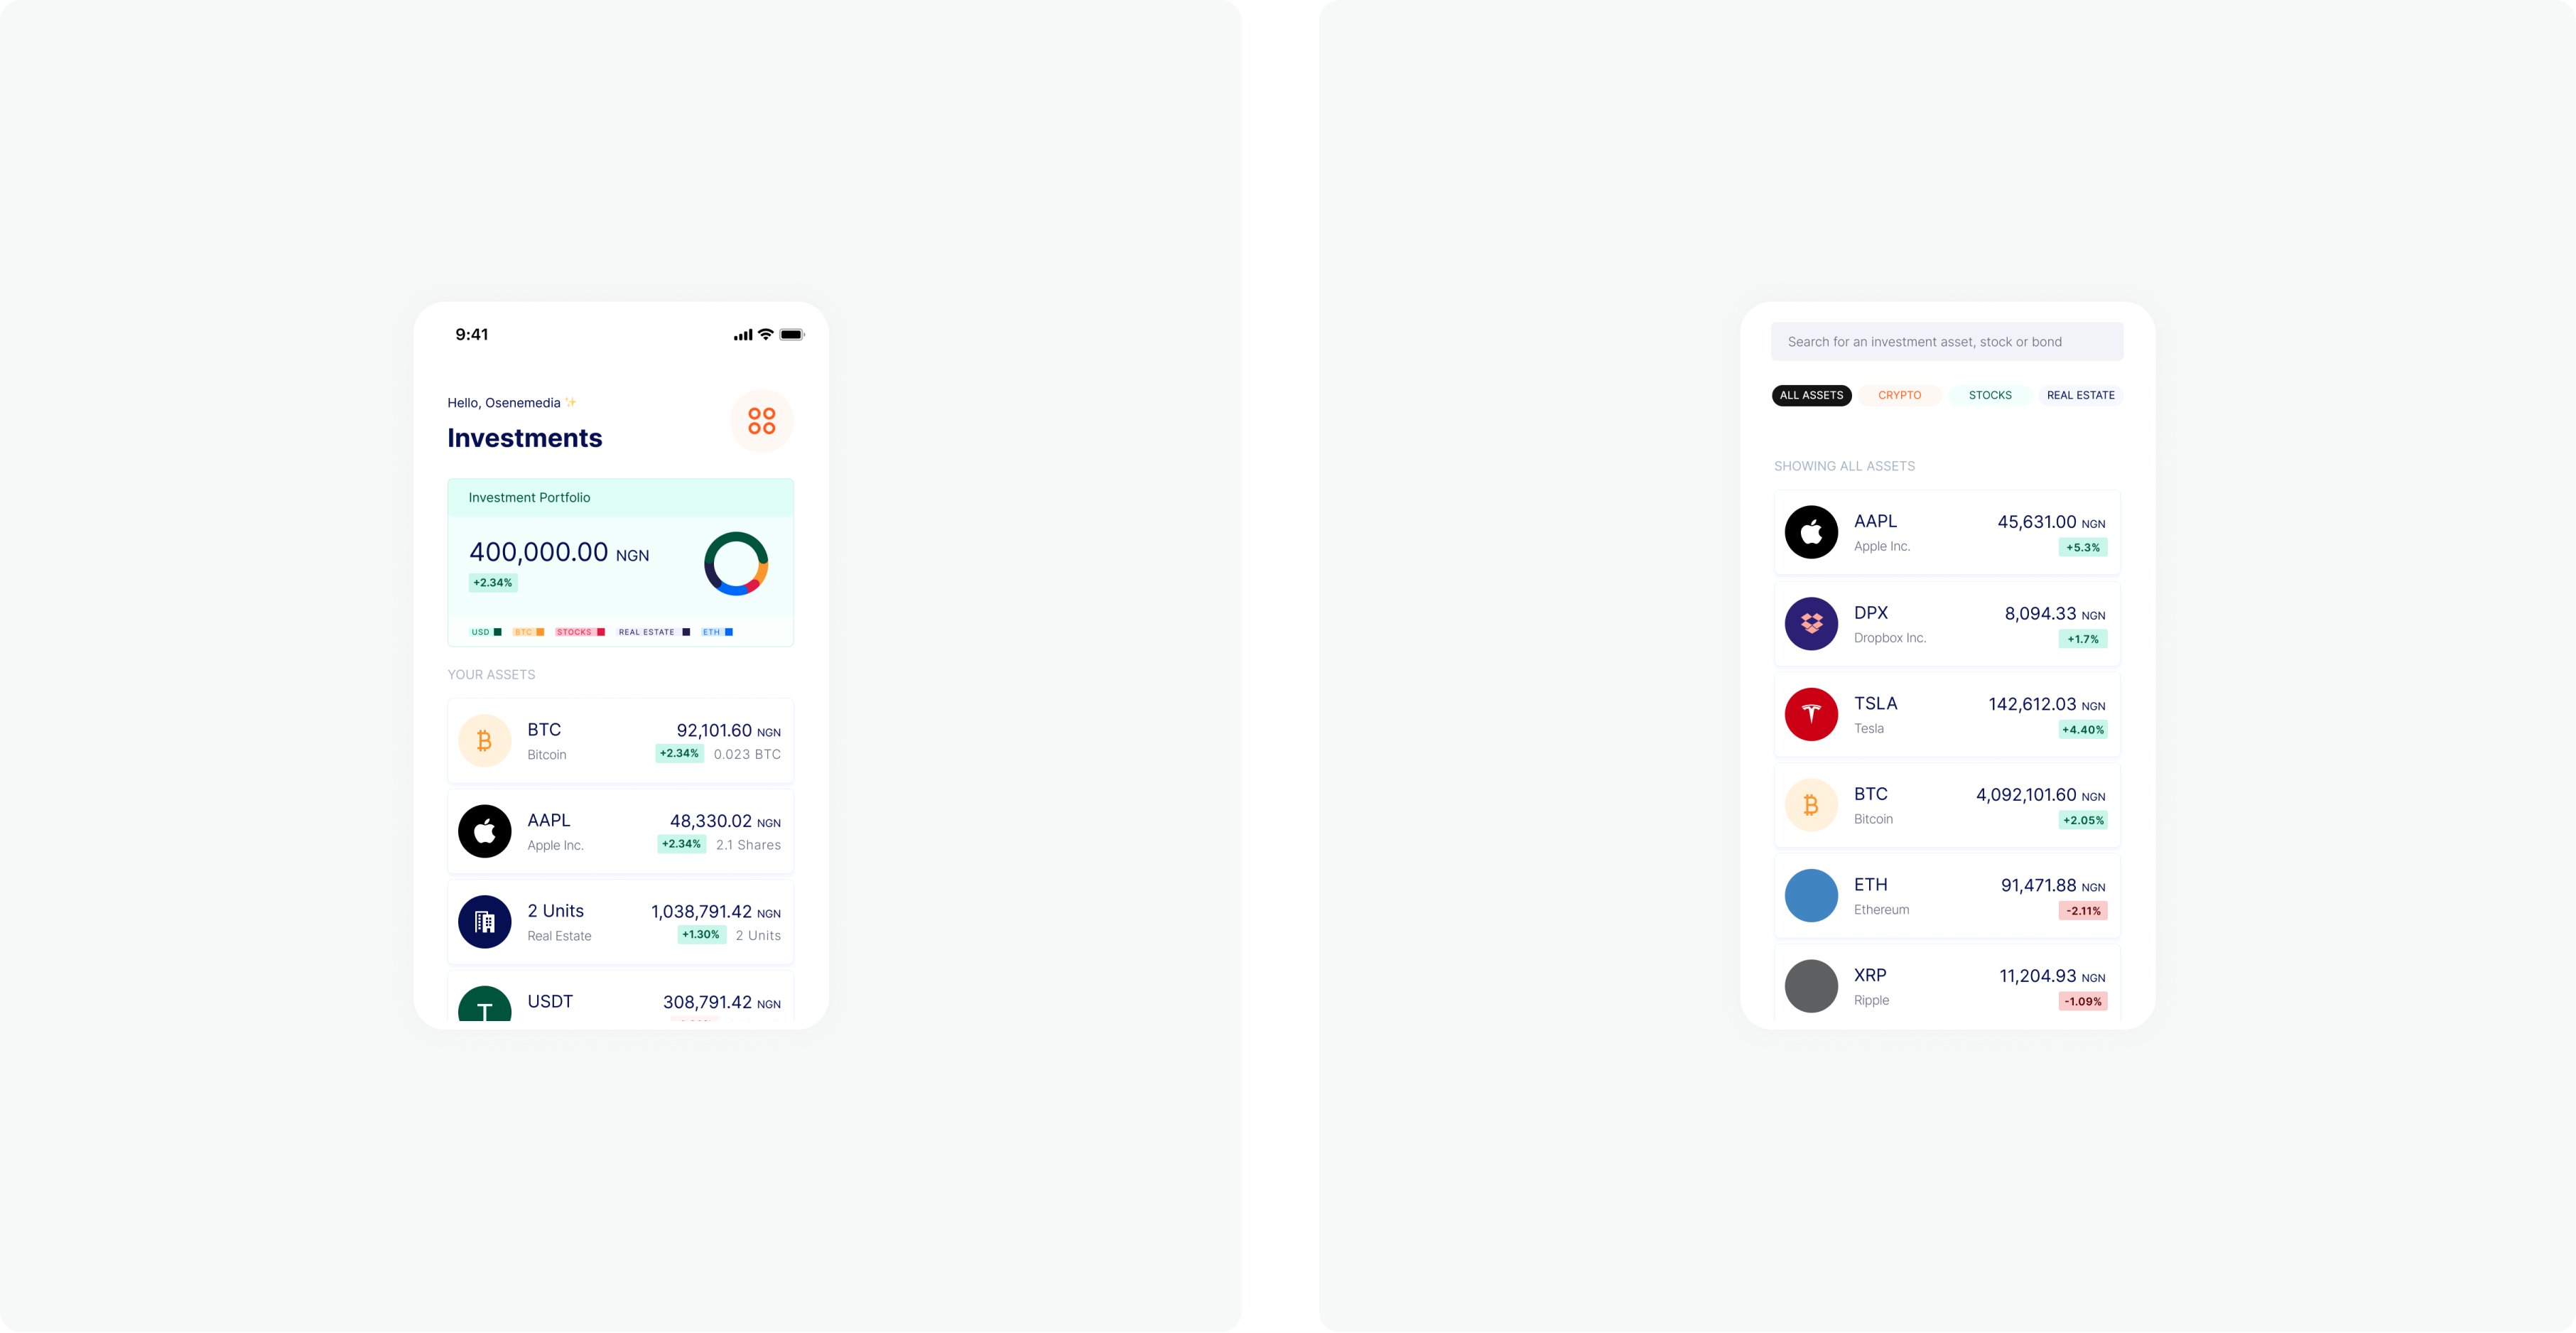 9:41
Hello, Osenemedia ✨
Investments
Investment Portfolio
400,000.00 NGN
+2.34%
USD BTC STOCKS REAL ESTATE ETH
YOUR ASSETS
BTC 92,101.60 NGN
Bitcoin +2.34% 0.023 BTC
AAPL 48,330.02 NGN
Apple Inc. +2.34% 2.1 Shares
2 Units 1,038,791.42 NGN
Real Estate +1.30% 2 Units
USDT 308,791.42 NGN
Search for an investment asset, stock or bond
ALL ASSETS CRYPTO STOCKS REAL ESTATE
SHOWING ALL ASSETS
AAPL 45,631.00 NGN
Apple Inc. +5.3%
DPX 8,094.33 NGN
Dropbox Inc. +1.7%
TSLA 142,612.03 NGN
Tesla +4.40%
BTC 4,092,101.60 NGN
Bitcoin +2.05%
ETH 91,471.88 NGN
Ethereum -2.11%
XRP 11,204.93 NGN
Ripple -1.09%